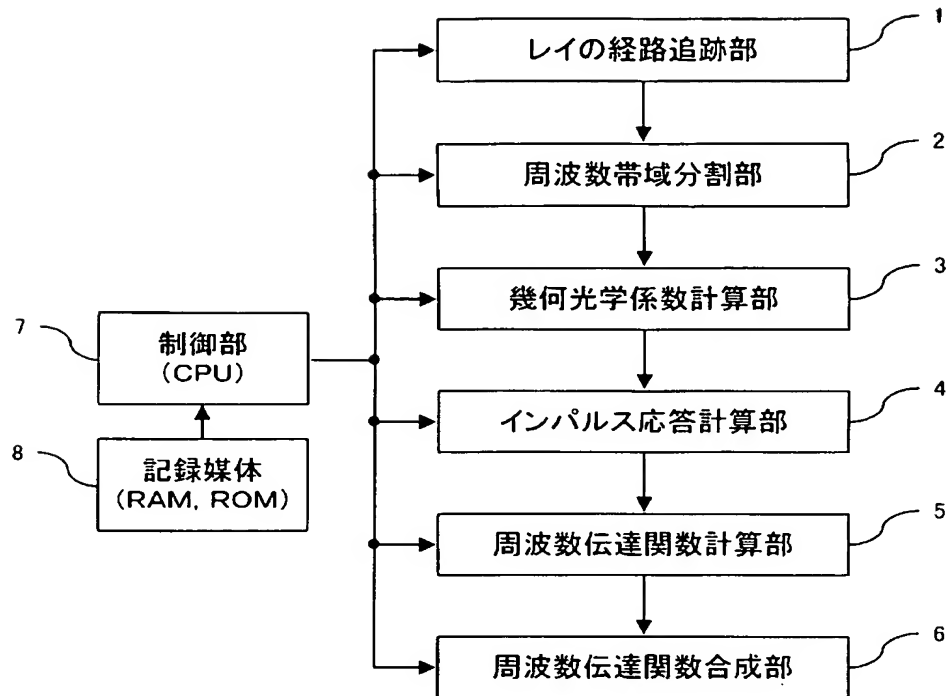 1
レイの経路追跡部
2
周波数帯域分割部
3
幾何光学係数計算部
7
制御部
(CPU)
4
インパルス応答計算部
8
記録媒体
(RAM, ROM)
5
周波数伝達関数計算部
6
周波数伝達関数合成部